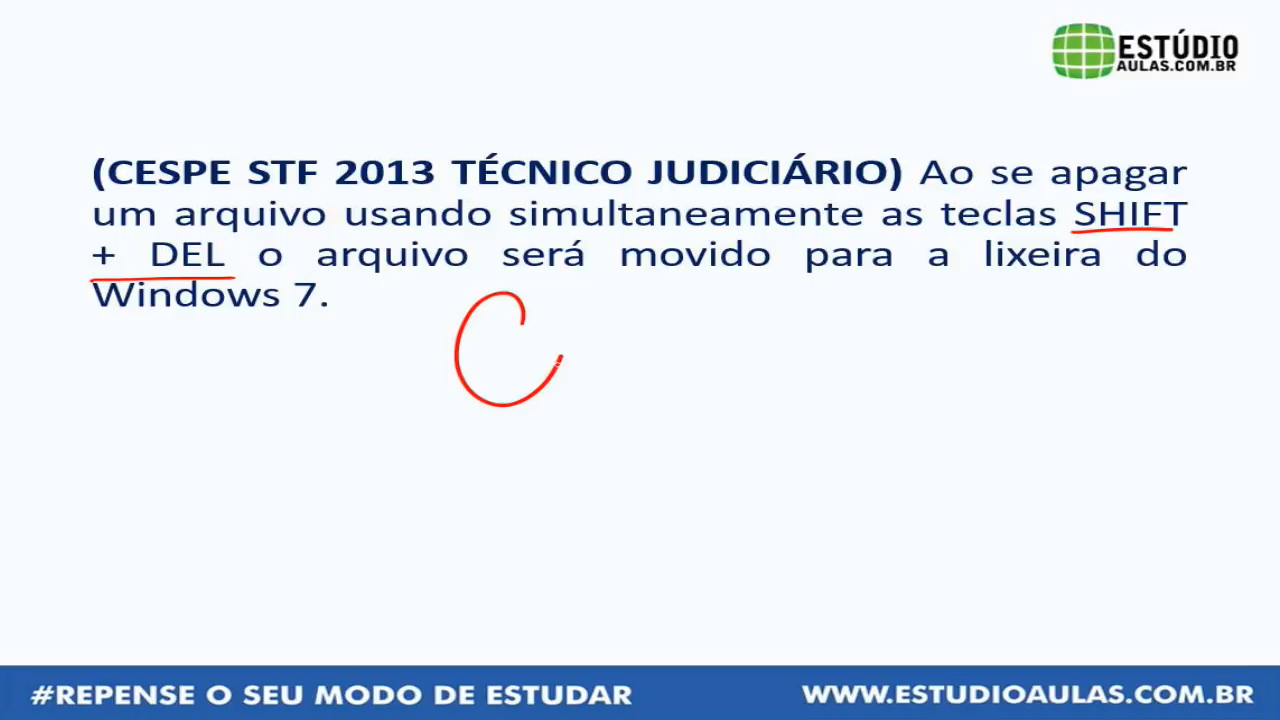 ESTÚDIO
AULAS.COM.BR
(CESPE STF 2013 TÉCNICO JUDICIÁRIO) Ao se apagar
um arquivo usando simultaneamente as teclas SHIFT
+ DEL o arquivo será movido para a lixeira do
Windows 7.
C
#REPENSE O SEU MODO DE ESTUDAR
WWW.ESTUDIOAULAS.COM.BR